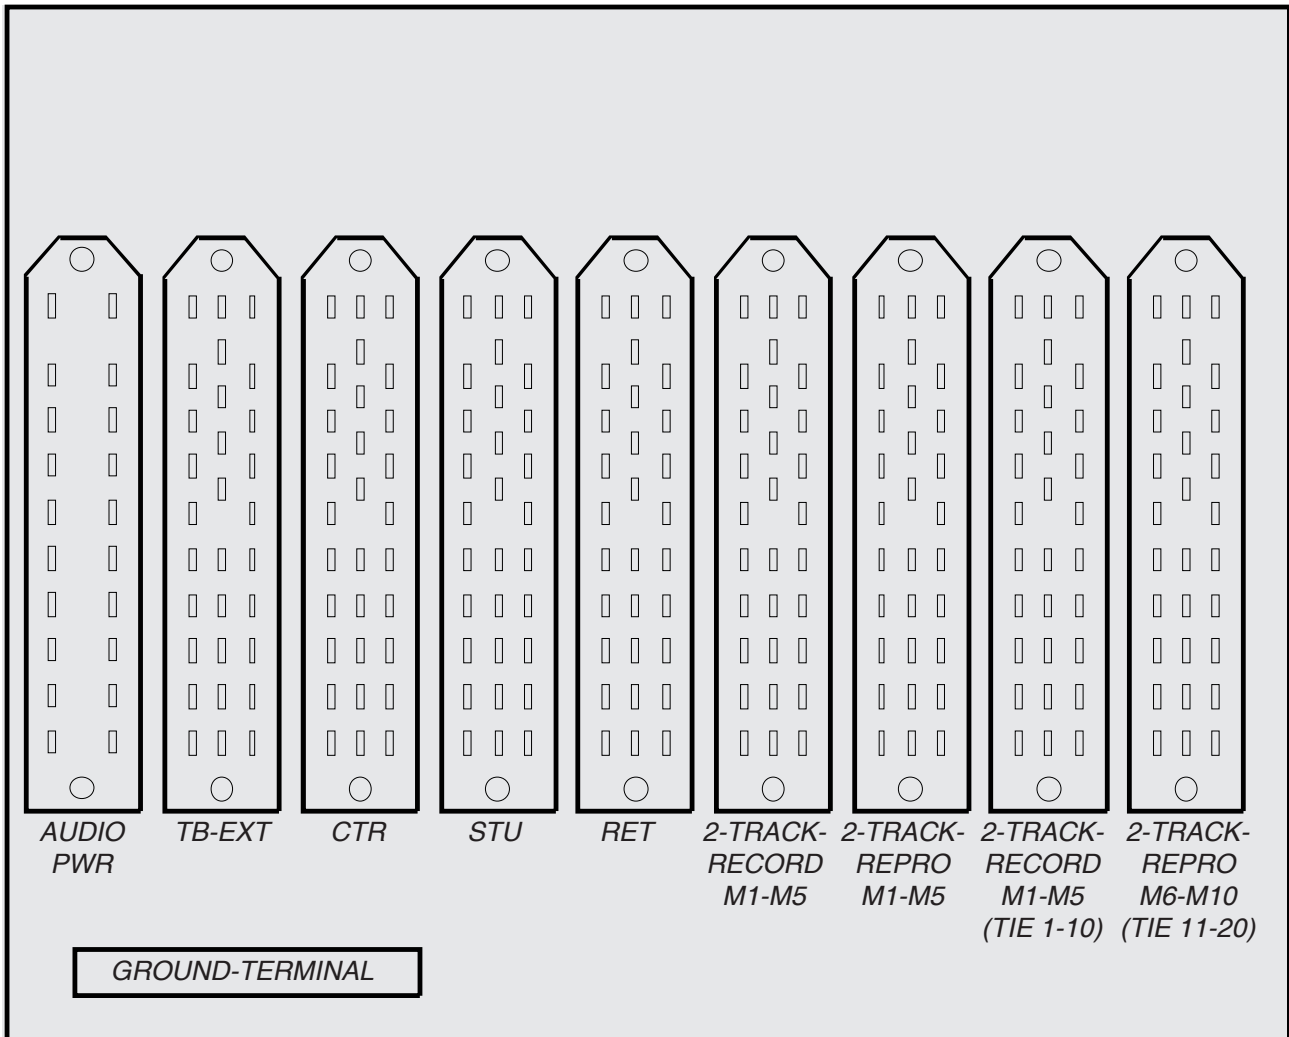 AUDIO
PWR
TB-EXT
CTR
STU
RET
2-TRACK-
RECORD
M1-M5
2-TRACK-
REPRO
M1-M5
2-TRACK-
RECORD
M1-M5
(TIE 1-10)
2-TRACK-
REPRO
M6-M10
(TIE 11-20)
GROUND-TERMINAL